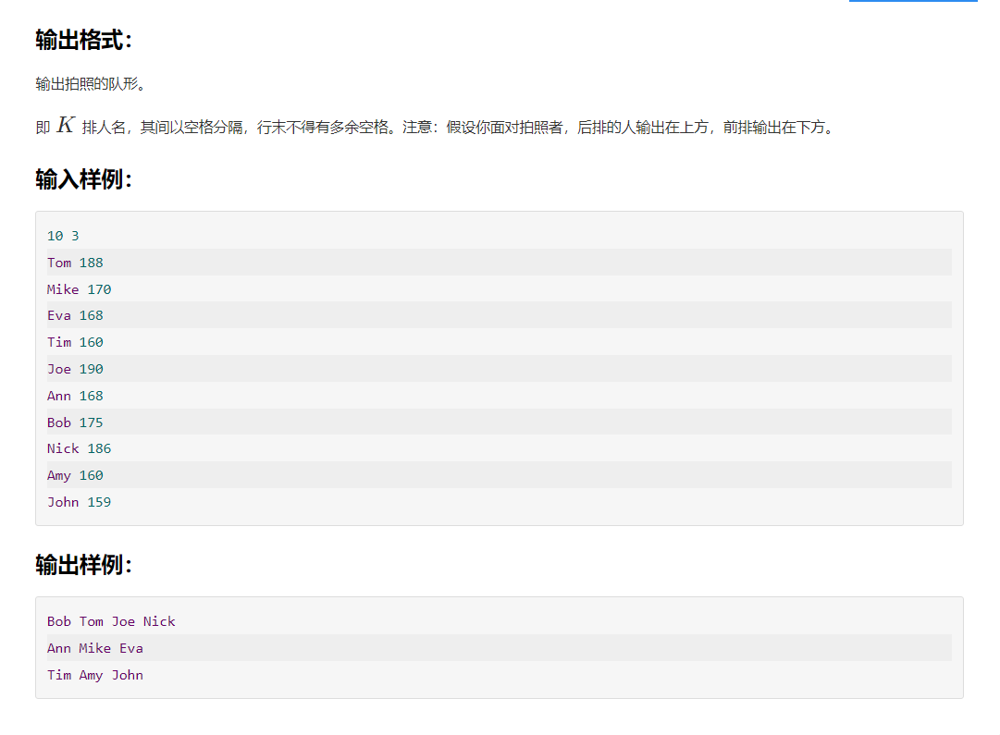 输出格式：
输出拍照的队形。
即 K 排人名，其间以空格分隔，行末不得有多余空格。注意：假设你面对拍照者，后排的人输出在上方，前排输出在下方。
输入样例：
10 3
Tom 188
Mike 170
Eva 168
Tim 160
Joe 190
Ann 168
Bob 175
Nick 186
Amy 160
John 159
输出样例：
Bob Tom Joe Nick
Ann Mike Eva
Tim Amy John